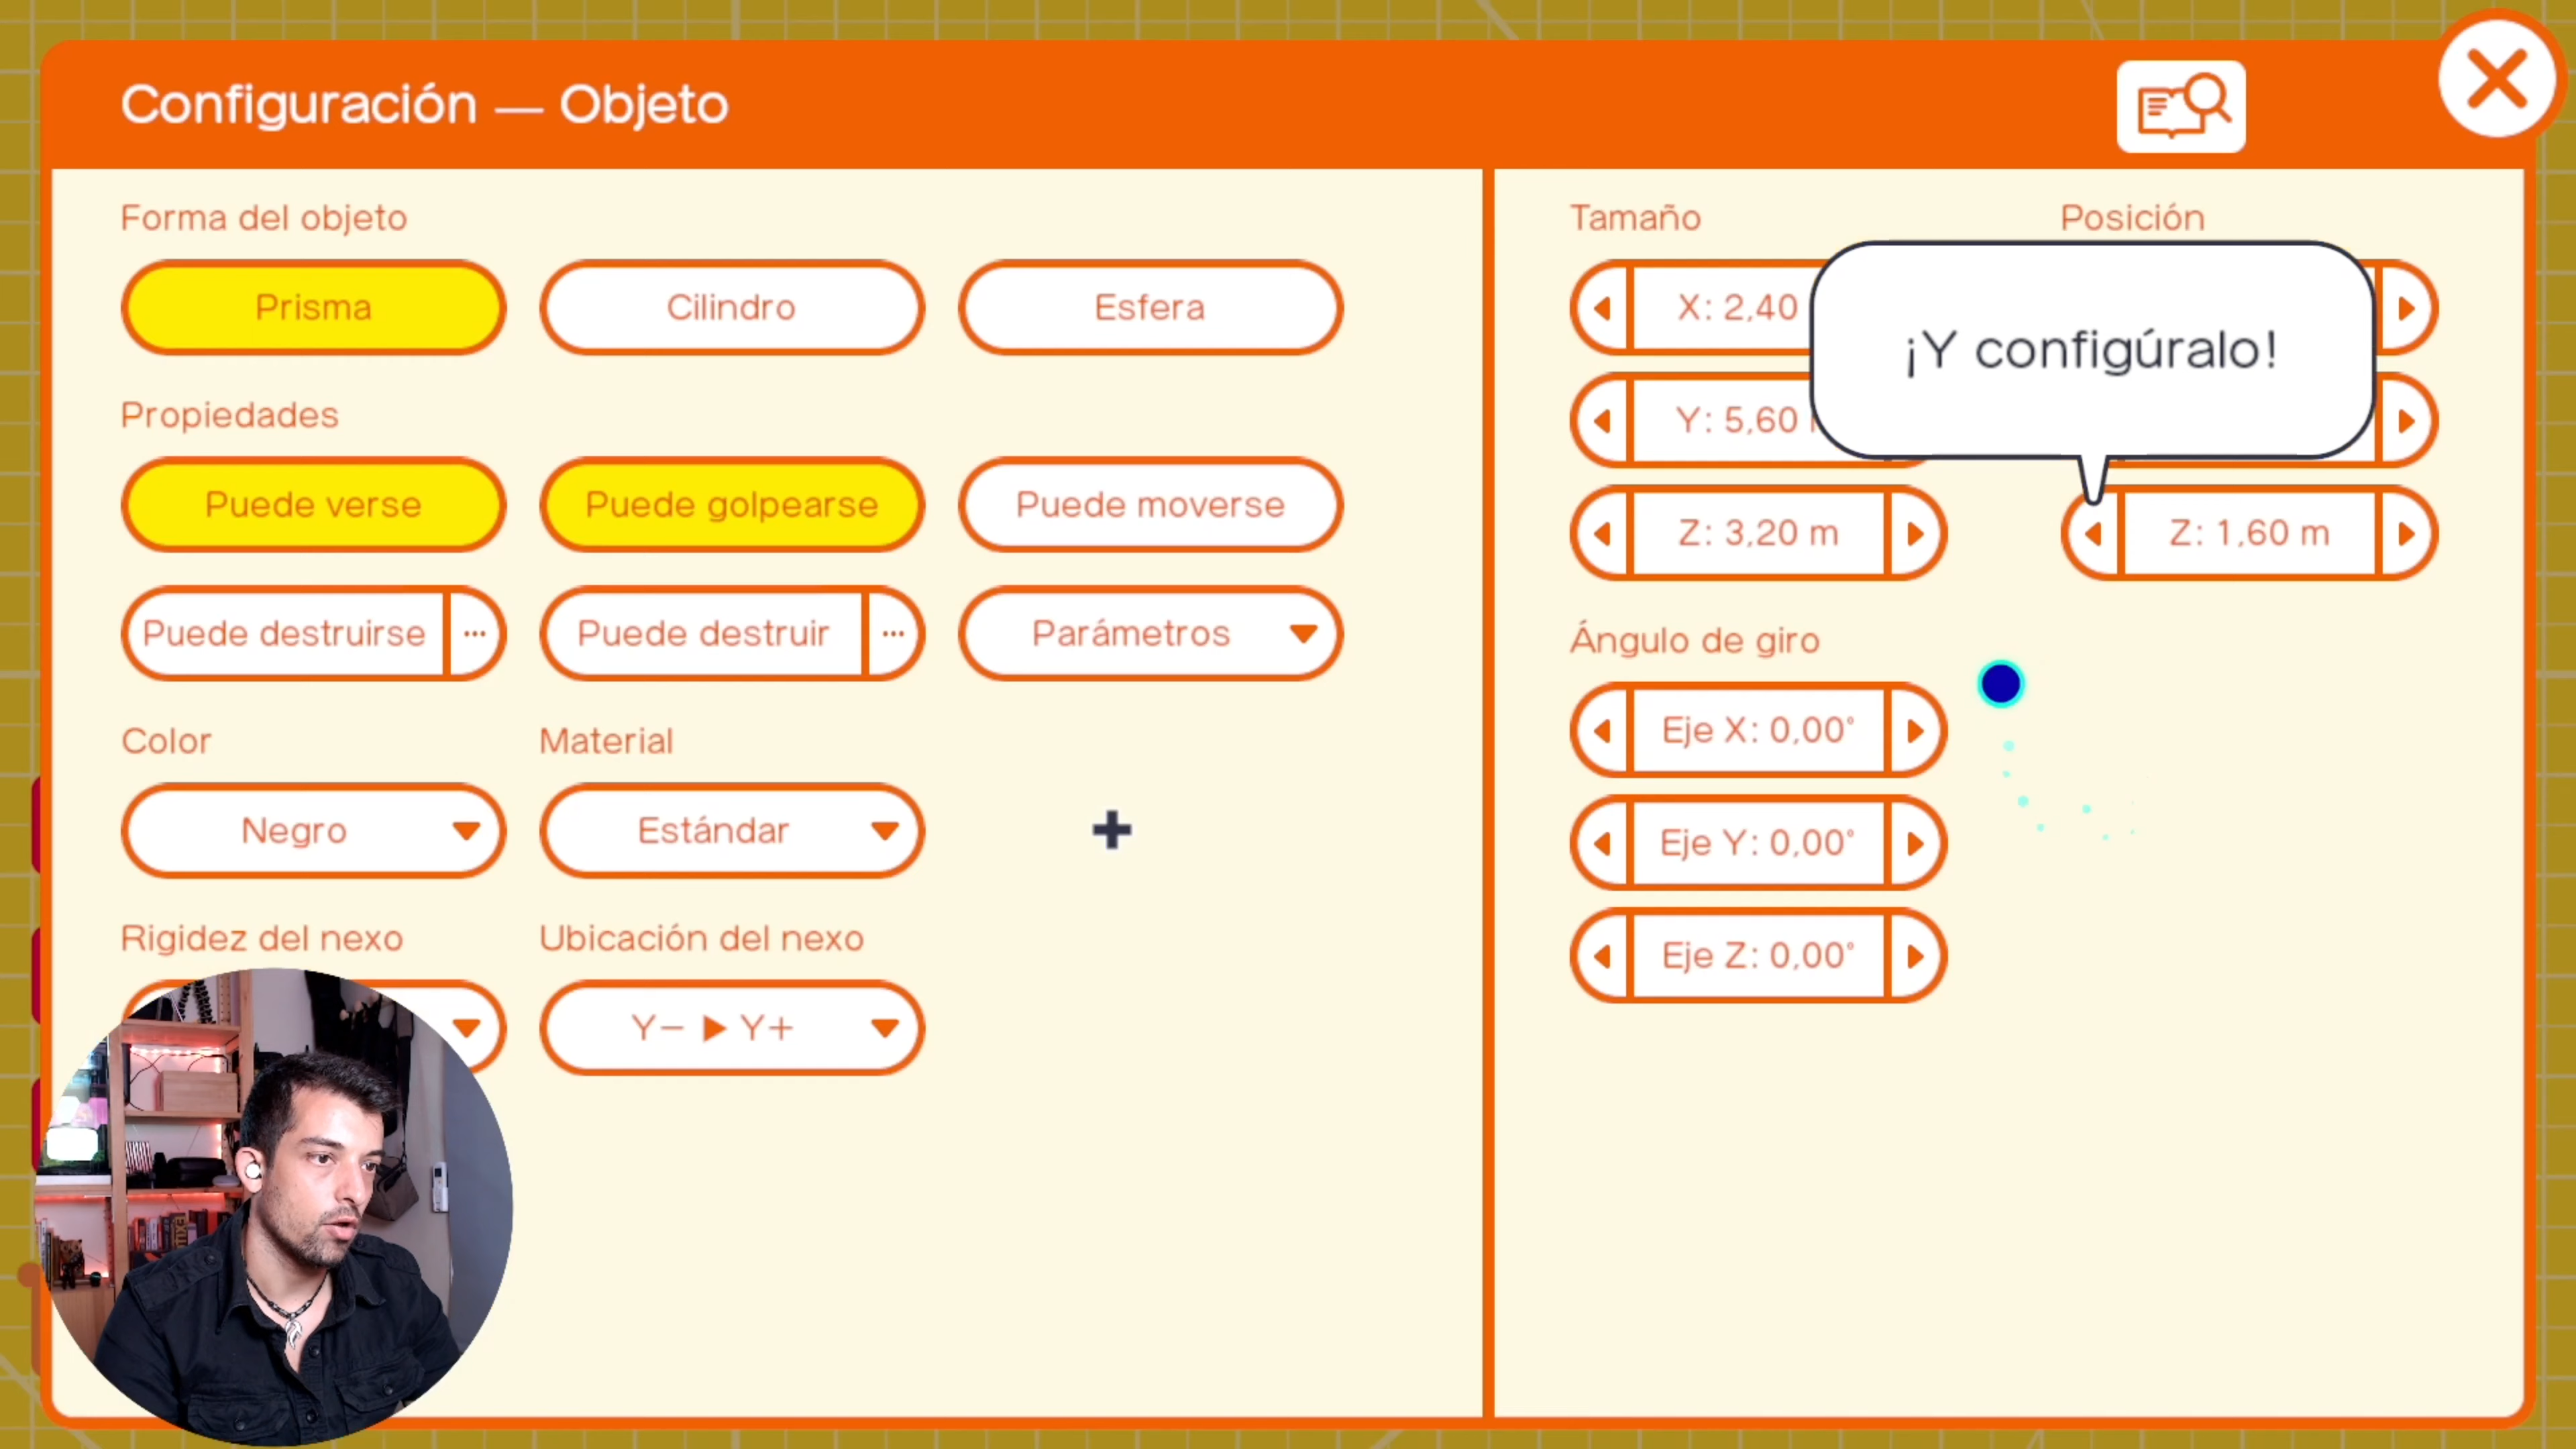 Configuración — Objeto
Forma del objeto
Prisma
Cilindro
Esfera
Propiedades
Puede verse
Puede golpearse
Puede moverse
Puede destruirse
...
Puede destruir
...
Parámetros
Color
Material
Negro
Estándar
Rigidez del nexo
Ubicación del nexo
Y− ▶ Y+
Tamaño
Posición
X: 2,40
Y: 5,60
¡Y configúralo!
Z: 3,20 m
Z: 1,60 m
Ángulo de giro
Eje X: 0,00°
Eje Y: 0,00°
Eje Z: 0,00°